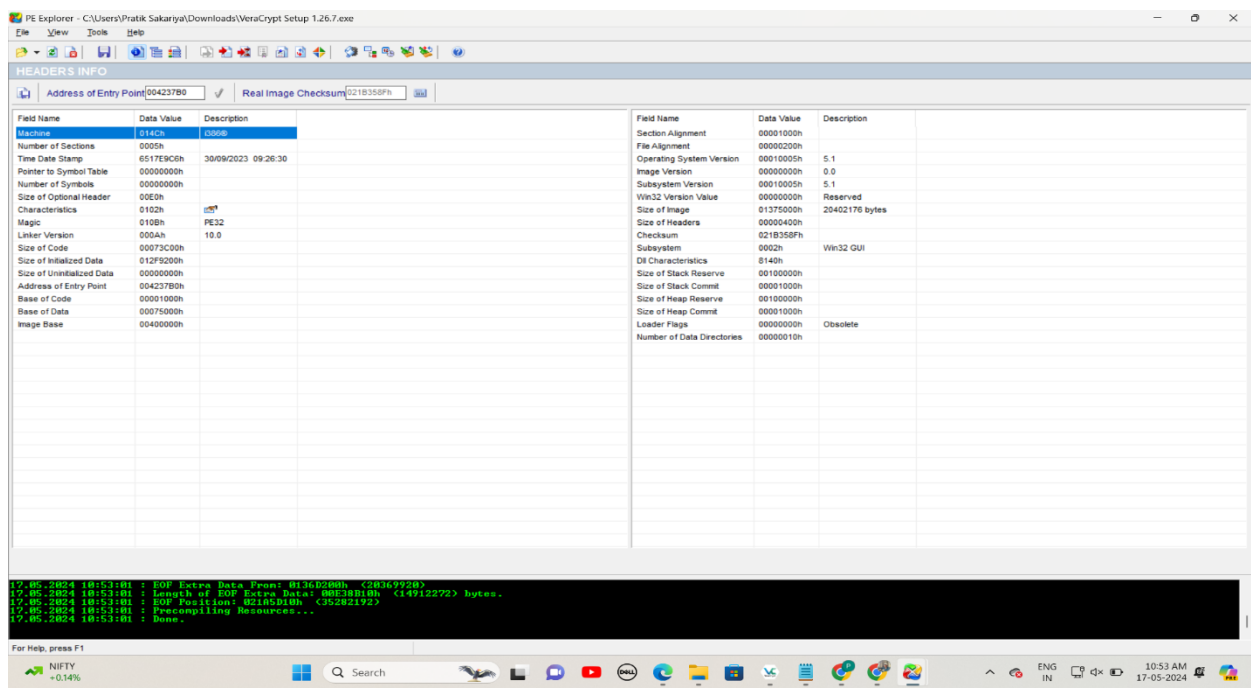 PE Explorer - C:\Users\Pratik Sakariya\Downloads\VeraCrypt Setup 1.26.7.exe
File View Tools Help
HEADERS INFO
Address of Entry Point 004237B0 Real Image Checksum 021B358Fh
Field Name Data Value Description
Machine 014Ch i386®
Number of Sections 0005h
Time Date Stamp 6517E9C6h 30/09/2023 09:26:30
Pointer to Symbol Table 00000000h
Number of Symbols 00000000h
Size of Optional Header 00E0h
Characteristics 0102h
Magic 010Bh PE32
Linker Version 000Ah 10.0
Size of Code 00073C00h
Size of Initialized Data 012F9200h
Size of Uninitialized Data 00000000h
Address of Entry Point 004237B0h
Base of Code 00001000h
Base of Data 00075000h
Image Base 00400000h
Field Name Data Value Description
Section Alignment 00001000h
File Alignment 00000200h
Operating System Version 00010005h 5.1
Image Version 00000000h 0.0
Subsystem Version 00010005h 5.1
Win32 Version Value 00000000h Reserved
Size of Image 01375000h 20402176 bytes
Size of Headers 00000400h
Checksum 021B358Fh
Subsystem 0002h Win32 GUI
Dll Characteristics 8140h
Size of Stack Reserve 00100000h
Size of Stack Commit 00001000h
Size of Heap Reserve 00100000h
Size of Heap Commit 00001000h
Loader Flags 00000000h Obsolete
Number of Data Directories 00000010h
17.05.2024 10:53:01 : EOF Extra Data From: 0136D200h (20369920)
17.05.2024 10:53:01 : Length of EOF Extra Data: 00E38B10h (14912272) bytes.
17.05.2024 10:53:01 : EOF Position: 021A5D10h (35282192)
17.05.2024 10:53:01 : Precompiling Resources...
17.05.2024 10:53:01 : Done.
For Help, press F1
NIFTY
+0.14%
Search
DELL
ENG
IN
10:53 AM
17-05-2024